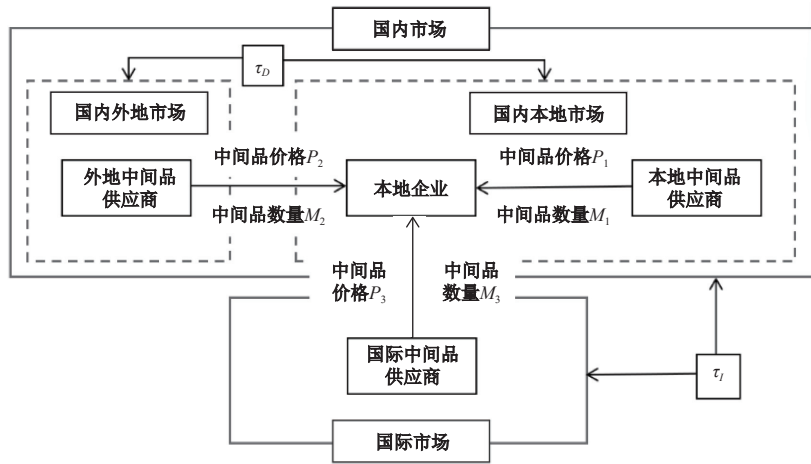 国内市场
τD
国内外地市场
国内本地市场
中间品价格P2
中间品价格P1
外地中间品
供应商
本地企业
本地中间品
供应商
中间品数量M2
中间品数量M1
中间品
价格P3
中间品
数量M3
国际中间品
供应商
τI
国际市场